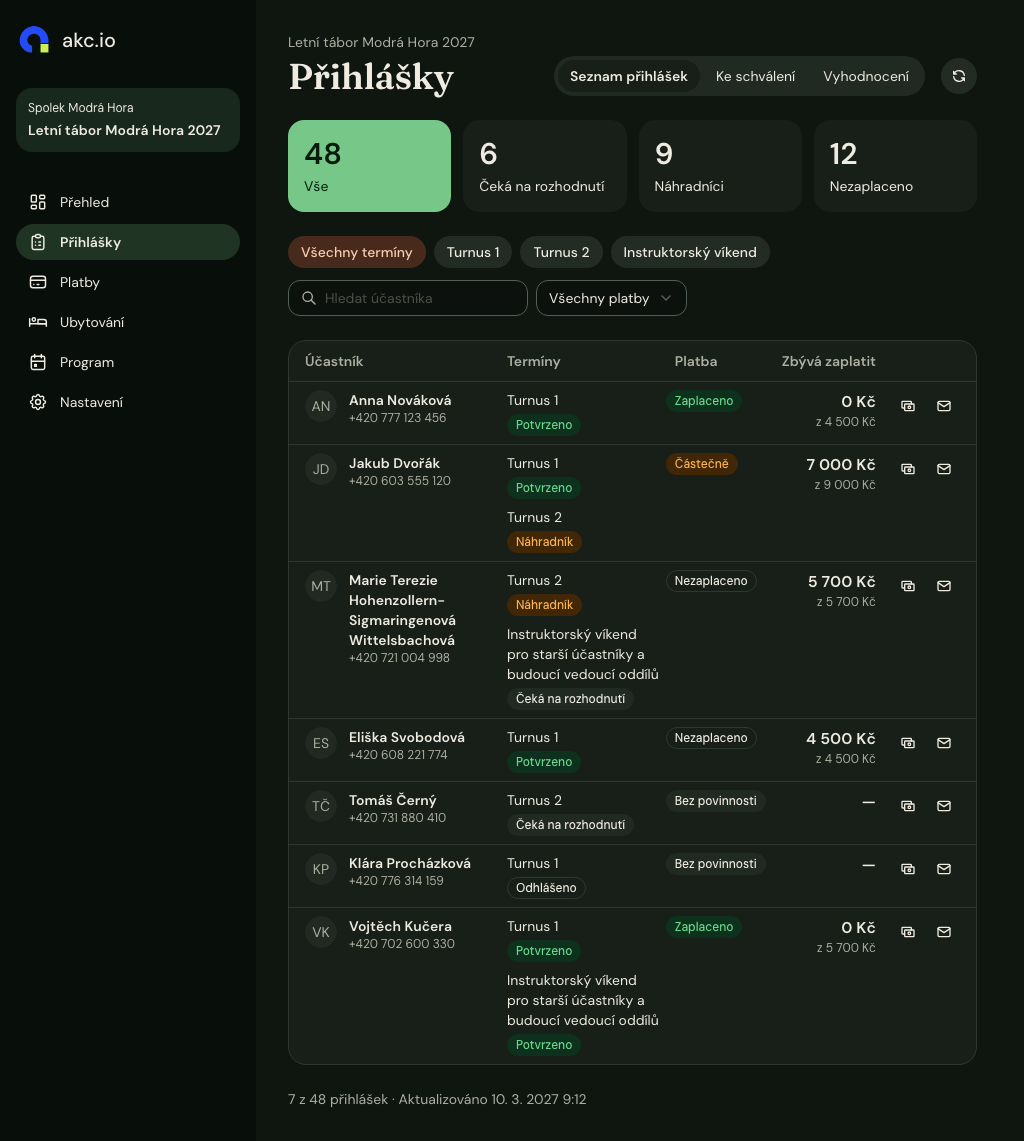 akc.io
Spolek Modrá Hora
Letní tábor Modrá Hora 2027
Přehled
Přihlášky
Platby
Ubytování
Program
Nastavení
Letní tábor Modrá Hora 2027
Přihlášky
Seznam přihlášek
Ke schválení
Vyhodnocení
48
Vše
6
Čeká na rozhodnutí
9
Náhradníci
12
Nezaplaceno
Všechny termíny
Turnus 1
Turnus 2
Instruktorský víkend
Hledat účastníka
Všechny platby
Účastník Termíny Platba Zbývá zaplatit
AN
Anna Nováková
+420 777 123 456
Turnus 1
Potvrzeno
Zaplaceno
0 Kč
z 4 500 Kč
JD
Jakub Dvořák
+420 603 555 120
Turnus 1
Potvrzeno
Turnus 2
Náhradník
Částečně
7 000 Kč
z 9 000 Kč
MT
Marie Terezie
Hohenzollern-
Sigmaringenová
Wittelsbachová
+420 721 004 998
Turnus 2
Náhradník
Instruktorský víkend
pro starší účastníky a
budoucí vedoucí oddílů
Čeká na rozhodnutí
Nezaplaceno
5 700 Kč
z 5 700 Kč
ES
Eliška Svobodová
+420 608 221 774
Turnus 1
Potvrzeno
Nezaplaceno
4 500 Kč
z 4 500 Kč
TČ
Tomáš Černý
+420 731 880 410
Turnus 2
Čeká na rozhodnutí
Bez povinnosti
—
KP
Klára Procházková
+420 776 314 159
Turnus 1
Odhlášeno
Bez povinnosti
—
VK
Vojtěch Kučera
+420 702 600 330
Turnus 1
Potvrzeno
Instruktorský víkend
pro starší účastníky a
budoucí vedoucí oddílů
Potvrzeno
Zaplaceno
0 Kč
z 5 700 Kč
7 z 48 přihlášek · Aktualizováno 10. 3. 2027 9:12